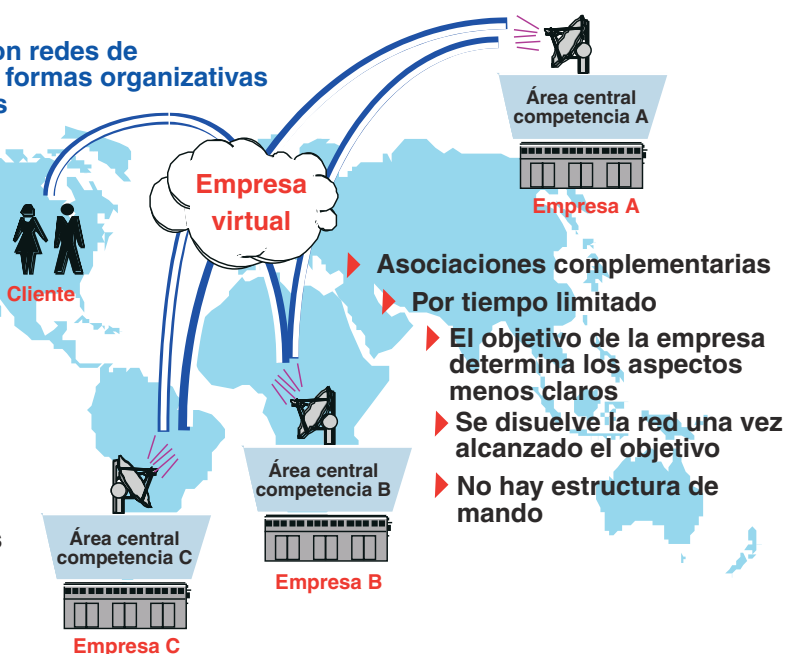 on redes de
formas organizativas
s
Área central
competencia A
Empresa A
Empresa
virtual
Cliente
Asociaciones complementarias
Por tiempo limitado
El objetivo de la empresa
determina los aspectos
menos claros
Se disuelve la red una vez
alcanzado el objetivo
No hay estructura de
mando
Área central
competencia B
Empresa B
s
Área central
competencia C
Empresa C